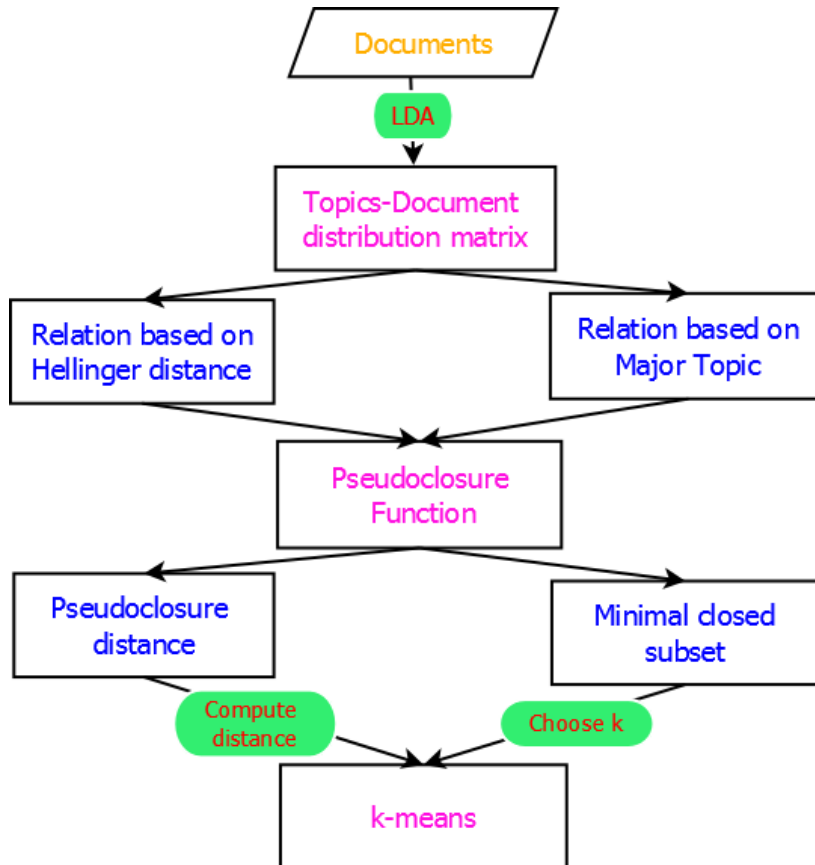 Documents
LDA
Topics-Document
distribution matrix
Relation based on
Hellinger distance
Relation based on
Major Topic
Pseudoclosure
Function
Pseudoclosure
distance
Minimal closed
subset
Compute
distance
Choose k
k-means